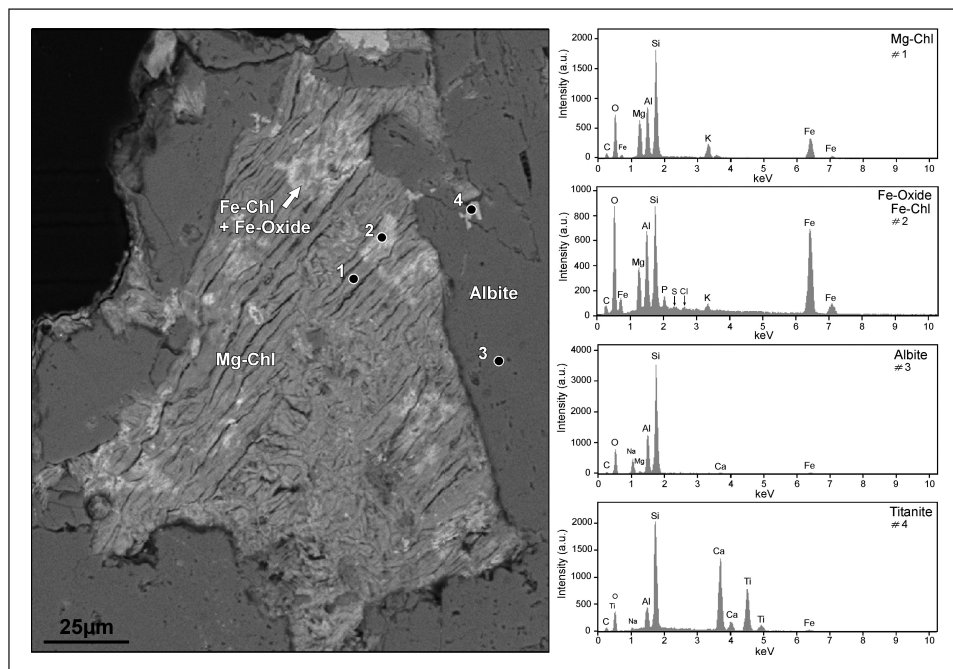 Fe-Chl
+ Fe-Oxide
4
2
1
Albite
Mg-Chl
3
25µm
Mg-Chl
#1
Intensity (a.u.)
2000
1500
1000
500
0
C
O
Fe
Mg
Al
Si
K
Fe
Fe
0 1 2 3 4 5 6 7 8 9 10
keV
Fe-Oxide
Fe-Chl
#2
Intensity (a.u.)
800
600
400
200
0
C
O
Fe
Mg
Al
Si
P
S
Cl
K
Fe
Fe
0 1 2 3 4 5 6 7 8 9 10
keV
Albite
#3
Intensity (a.u.)
4000
3000
2000
1000
0
C
O
Na
Mg
Al
Si
Ca
Fe
0 1 2 3 4 5 6 7 8 9 10
keV
Titanite
#4
Intensity (a.u.)
2000
1500
1000
500
0
C
Ti
O
Na
Al
Si
Ca
Ca
Ti
Ti
Fe
0 1 2 3 4 5 6 7 8 9 10
keV